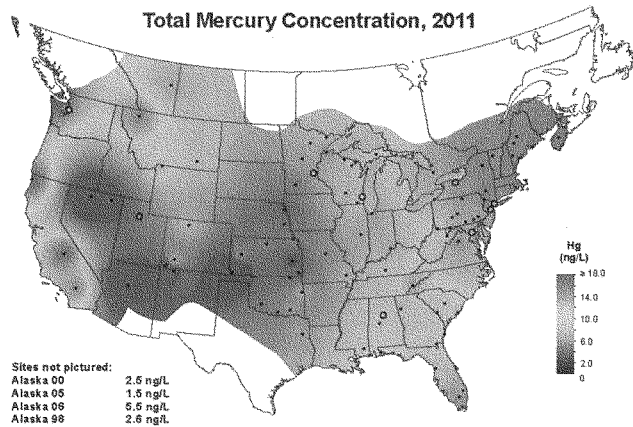 Total Mercury Concentration, 2011
Hg
(ng/L)
≥ 18.0
14.0
10.0
6.0
2.0
0
Sites not pictured:
Alaska 00 2.5 ng/L
Alaska 05 1.5 ng/L
Alaska 06 5.5 ng/L
Alaska 98 2.6 ng/L